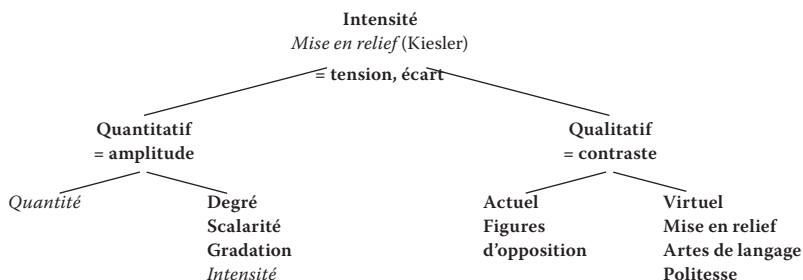 Intensité
Mise en relief (Kiesler)
= tension, écart
Quantitatif
= amplitude
Qualitatif
= contraste
Quantité
Degré
Scalarité
Gradation
Intensité
Actuel
Figures
d’opposition
Virtuel
Mise en relief
Artes de langage
Politesse